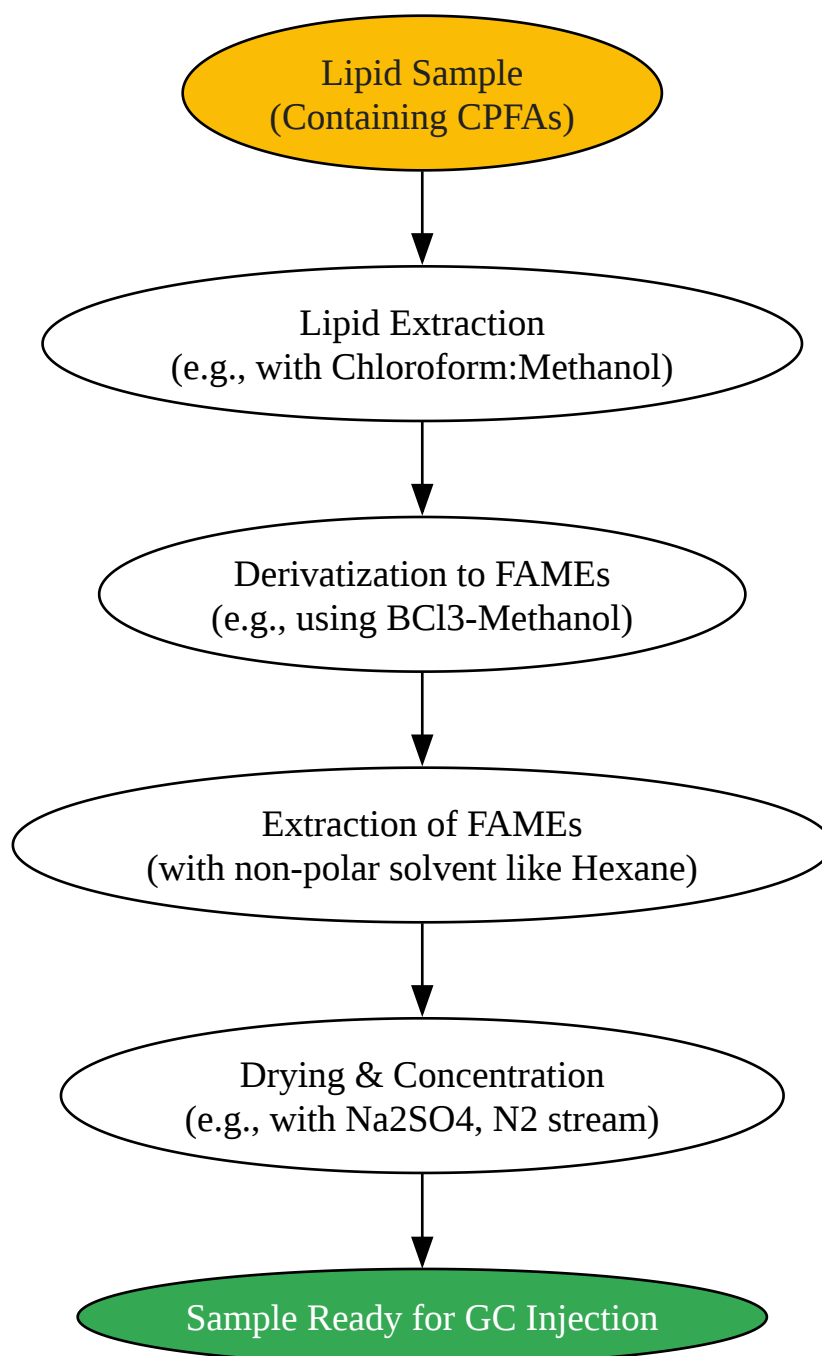 Lipid Sample
(Containing CPFAs)
Lipid Extraction
(e.g., with Chloroform:Methanol)
Derivatization to FAMEs
(e.g., using BCl3-Methanol)
Extraction of FAMEs
(with non-polar solvent like Hexane)
Drying & Concentration
(e.g., with Na2SO4, N2 stream)
Sample Ready for GC Injection